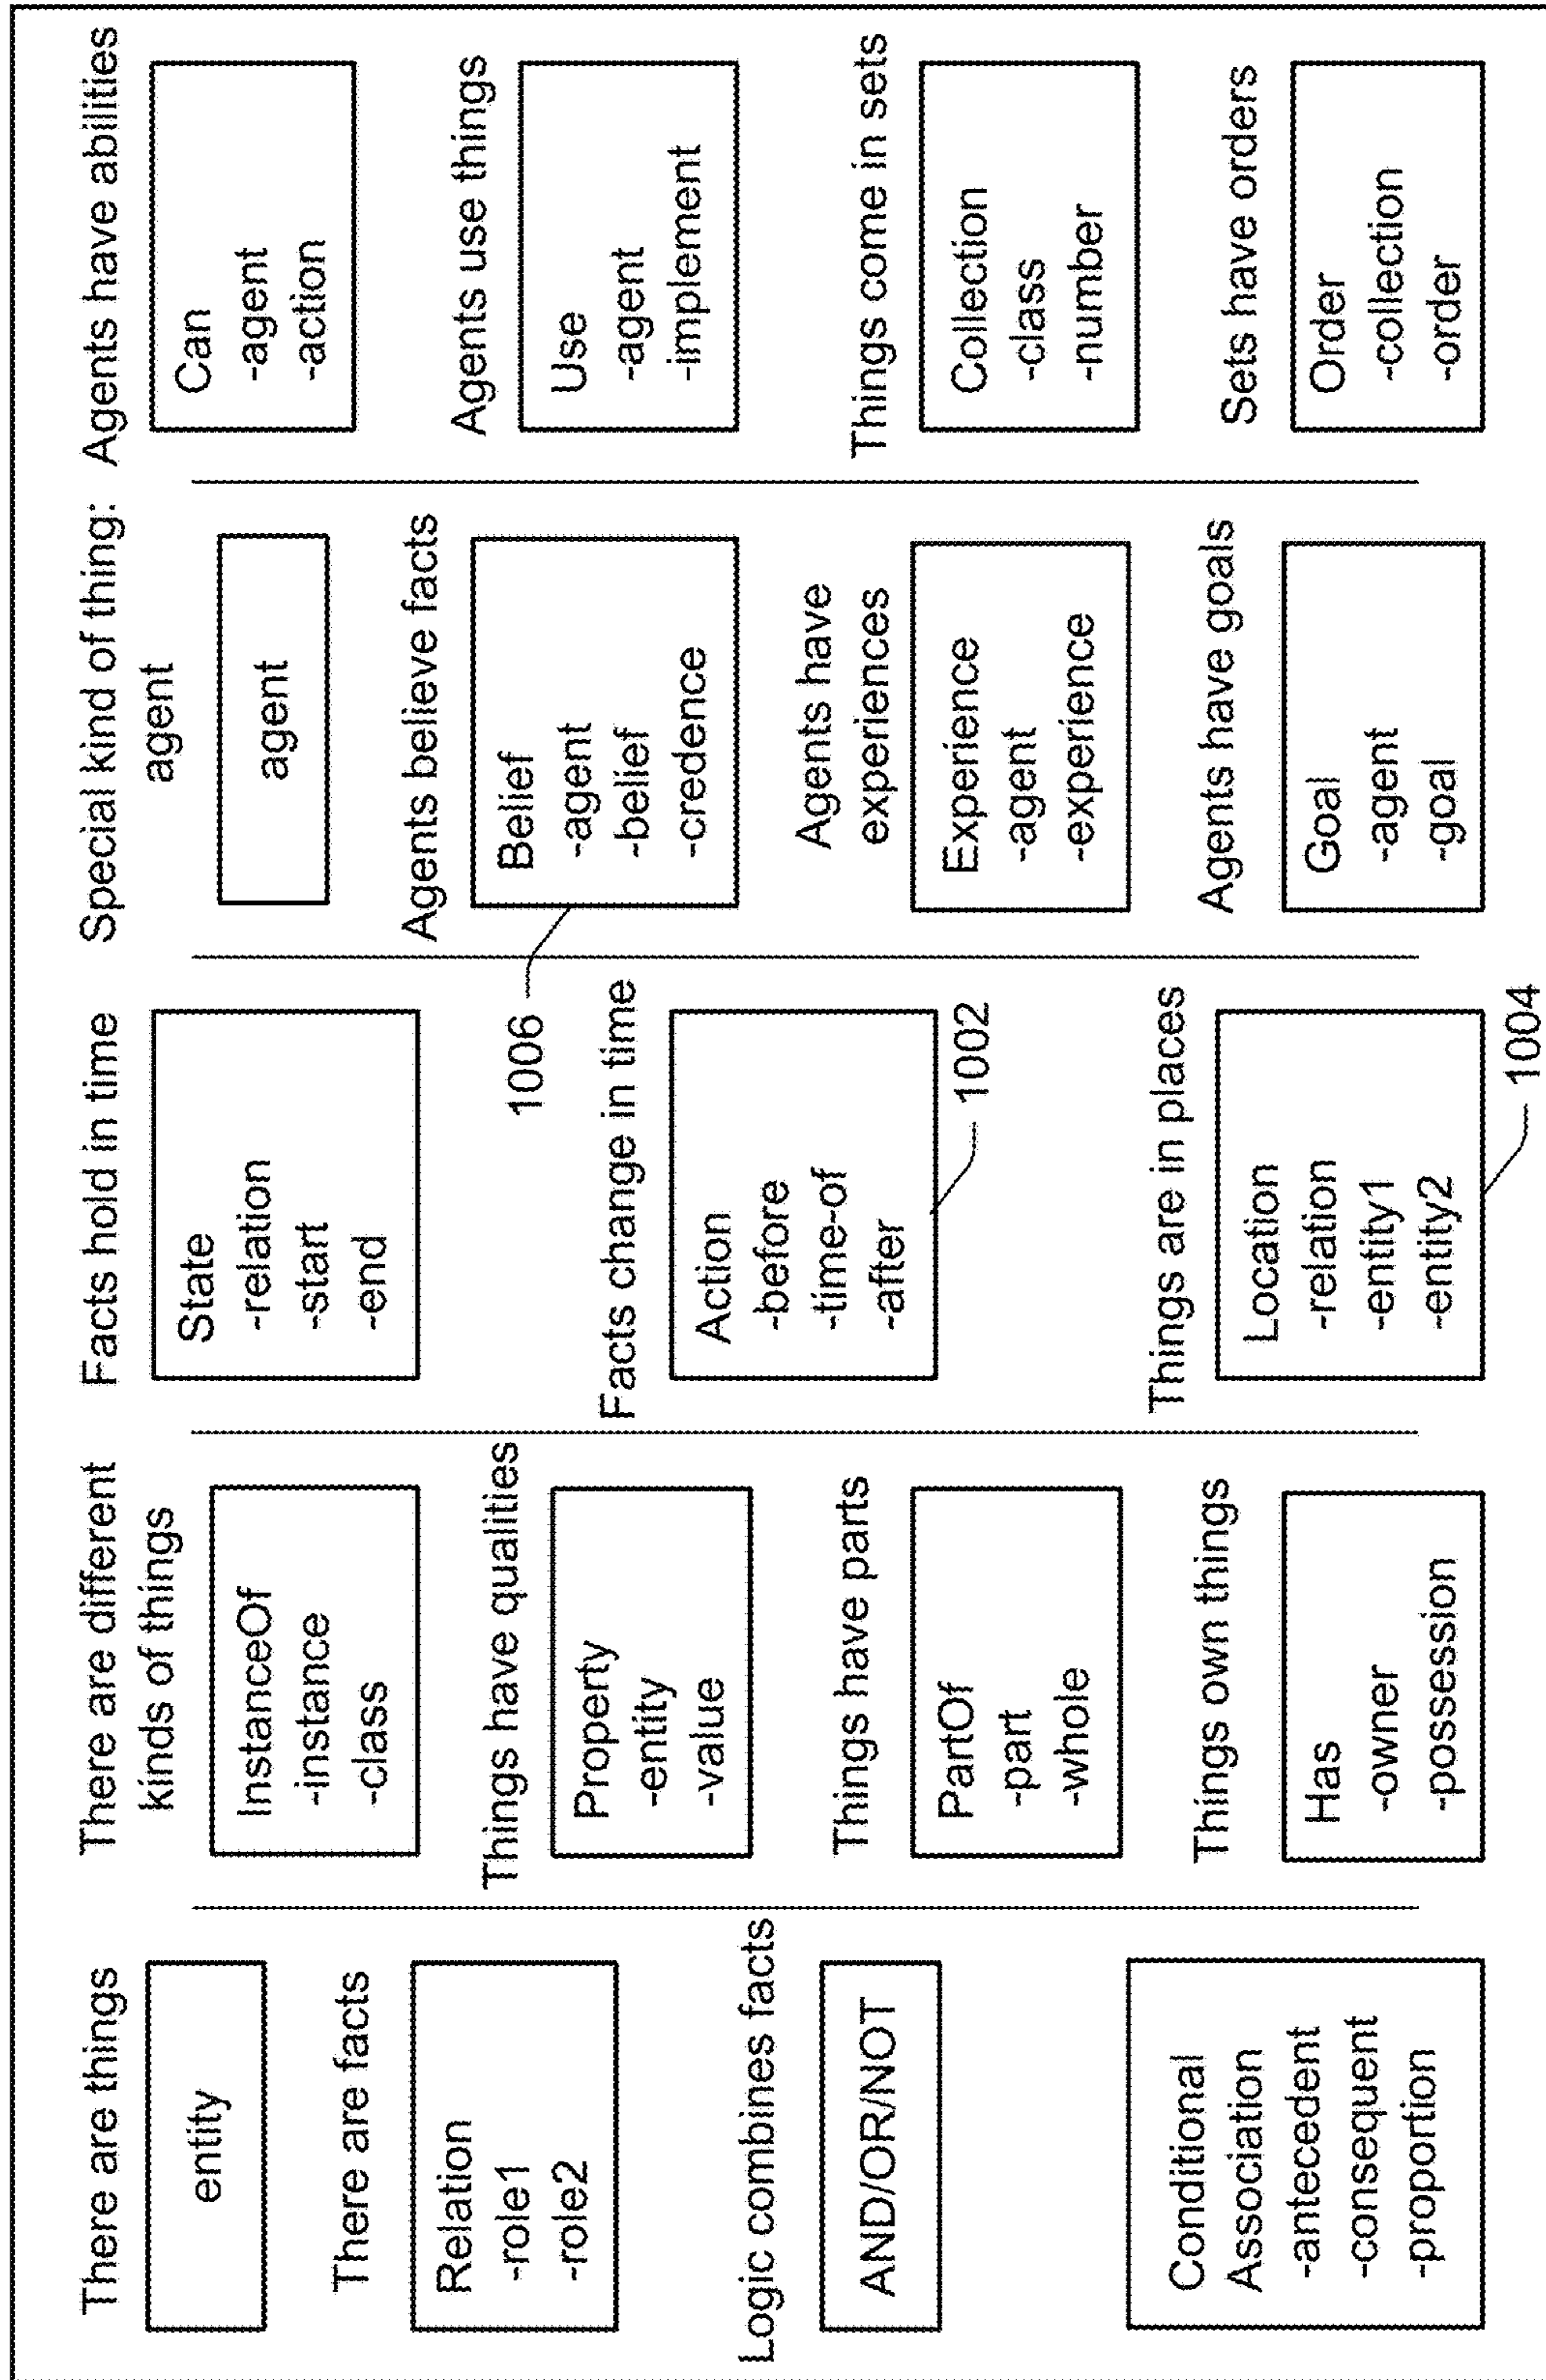 There are things
entity
There are facts
Relation
-role1
-role2
Logic combines facts
AND/OR/NOT
Conditional
Association
-antecedent
-consequent
-proportion
There are different
kinds of things
InstanceOf
-instance
-class
Things have qualities
Property
-entity
-value
Things have parts
PartOf
-part
-whole
Things own things
Has
-owner
-possession
Facts hold in time
State
-relation
-start
-end
1006
Facts change in time
Action
-before
-time-of
-after
1002
Things are in places
Location
-relation
-entity1
-entity2
1004
Special kind of thing:
agent
agent
Agents believe facts
Belief
-agent
-belief
-credence
Agents have
experiences
Experience
-agent
-experience
Agents have goals
Goal
-agent
-goal
Agents have abilities
Can
-agent
-action
Agents use things
Use
-agent
-implement
Things come in sets
Collection
-class
-number
Sets have orders
Order
-collection
-order